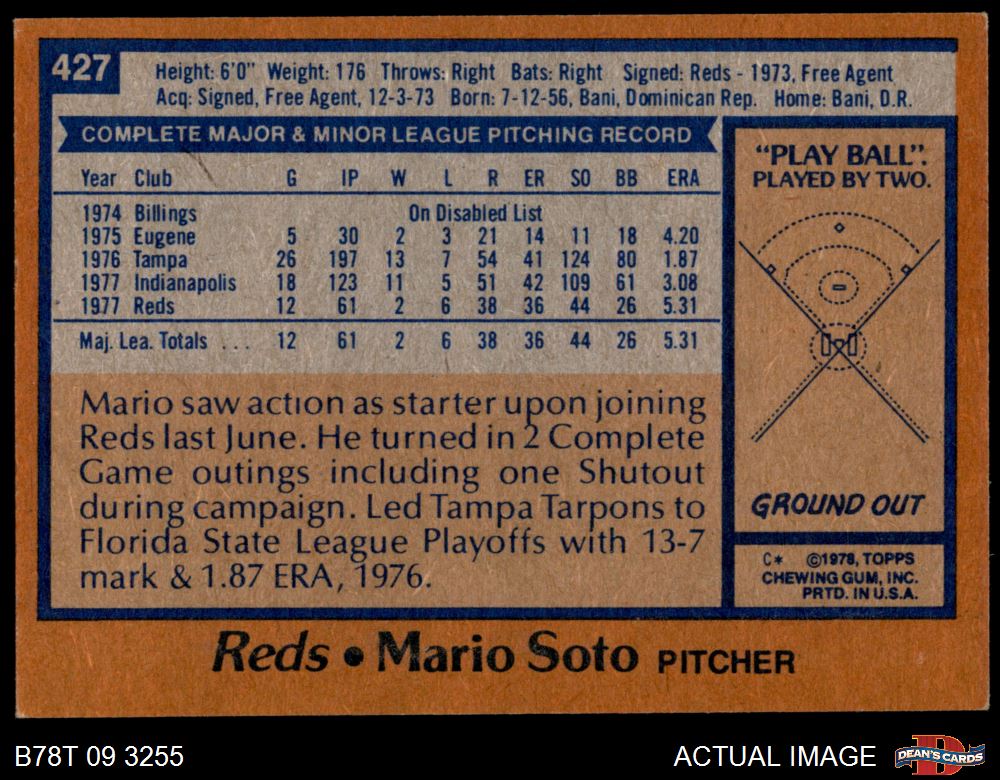 427
Height: 6'0" Weight: 176 Throws: Right Bats: Right Signed: Reds - 1973, Free Agent
Acq: Signed, Free Agent, 12-3-73 Born: 7-12-56, Bani, Dominican Rep. Home: Bani, D.R.
COMPLETE MAJOR & MINOR LEAGUE PITCHING RECORD
Year Club G IP W L R ER SO BB ERA
1974 Billings On Disabled List
1975 Eugene 5 30 2 3 21 14 11 18 4.20
1976 Tampa 26 197 13 7 54 41 124 80 1.87
1977 Indianapolis 18 123 11 5 51 42 109 61 3.08
1977 Reds 12 61 2 6 38 36 44 26 5.31
Maj. Lea. Totals ... 12 61 2 6 38 36 44 26 5.31
Mario saw action as starter upon joining
Reds last June. He turned in 2 Complete
Game outings including one Shutout
during campaign. Led Tampa Tarpons to
Florida State League Playoffs with 13-7
mark & 1.87 ERA, 1976.
"PLAY BALL":
PLAYED BY TWO.
GROUND OUT
C* ©1978, TOPPS
CHEWING GUM, INC.
PRTD. IN U.S.A.
Reds • Mario Soto PITCHER
B78T 09 3255
ACTUAL IMAGE
DEAN'S CARDS